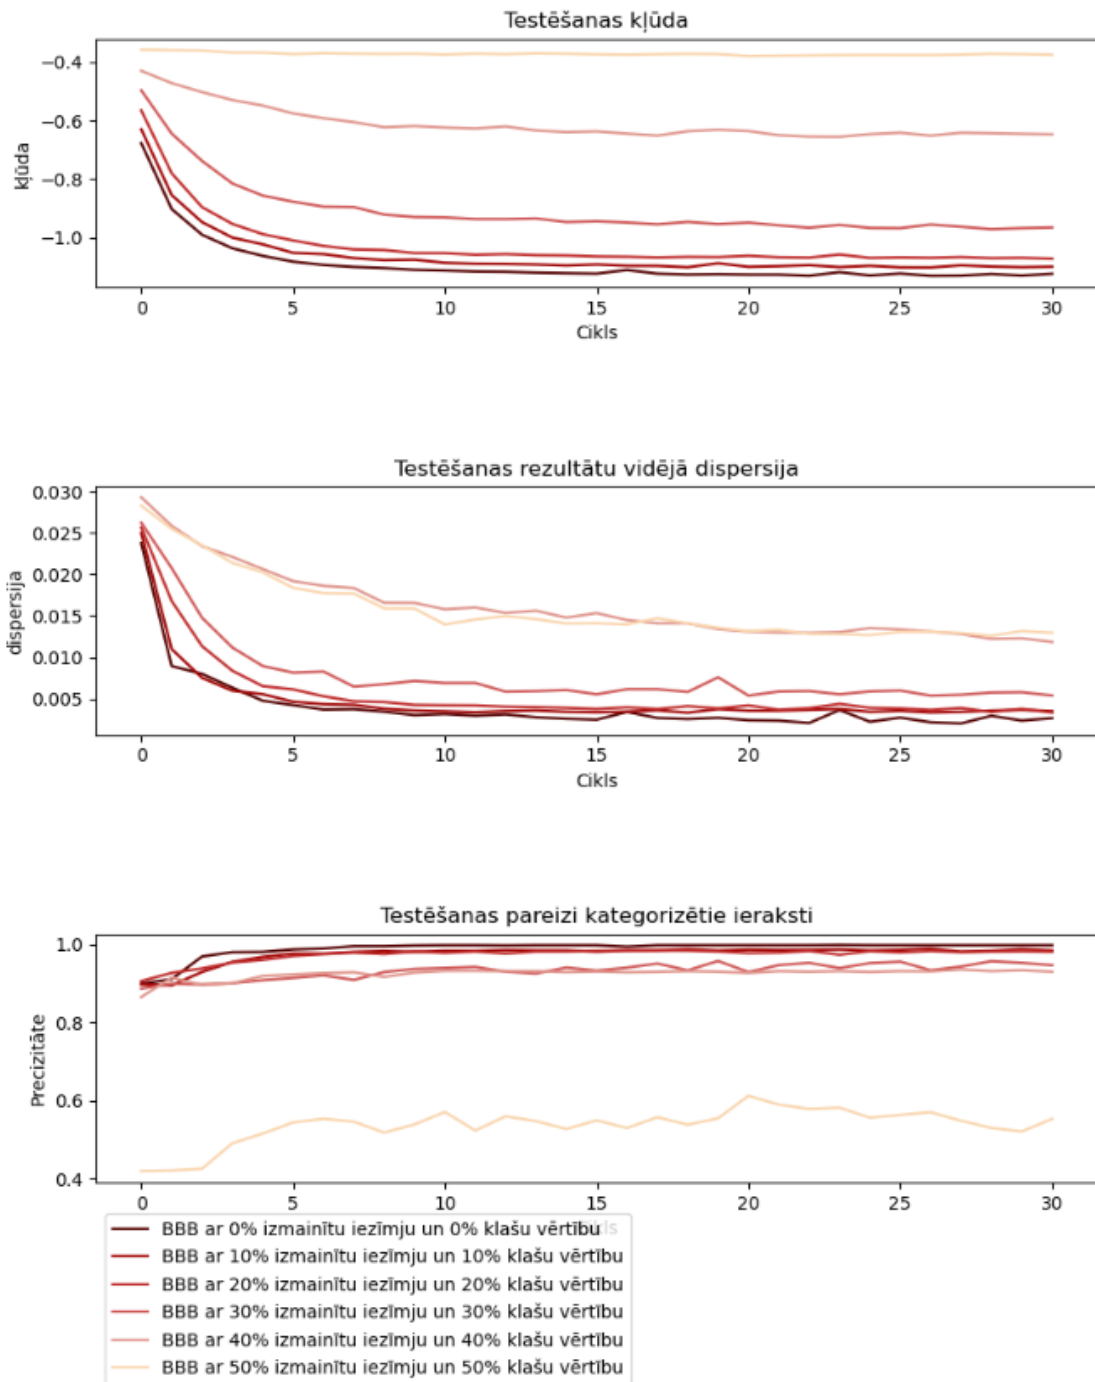 Testēšanas kļūda
−0.4
−0.6
−0.8
−1.0
kļūda
0 5 10 15 20 25 30
Cikls
Testēšanas rezultātu vidējā dispersija
0.030
0.025
0.020
0.015
0.010
0.005
dispersija
0 5 10 15 20 25 30
Cikls
Testēšanas pareizi kategorizētie ieraksti
1.0
0.8
0.6
0.4
Precizitāte
0 5 10 15 20 25 30
Cikls
BBB ar 0% izmainītu iezīmju un 0% klašu vērtību
BBB ar 10% izmainītu iezīmju un 10% klašu vērtību
BBB ar 20% izmainītu iezīmju un 20% klašu vērtību
BBB ar 30% izmainītu iezīmju un 30% klašu vērtību
BBB ar 40% izmainītu iezīmju un 40% klašu vērtību
BBB ar 50% izmainītu iezīmju un 50% klašu vērtību